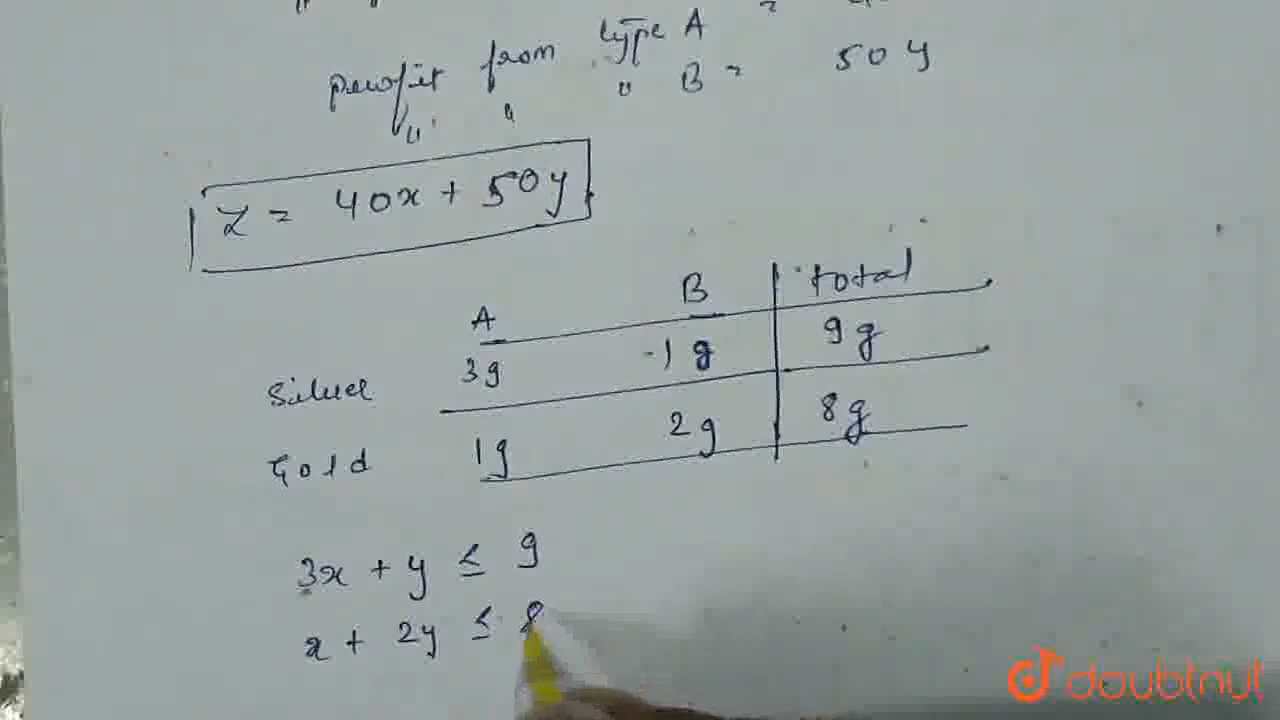 profit from type A =
" " " B = 50y
Z = 40x + 50y
A B total
Silver 3g 1g 9g
Gold 1g 2g 8g
3x + y ≤ 9
x + 2y ≤ 8
doubtnut